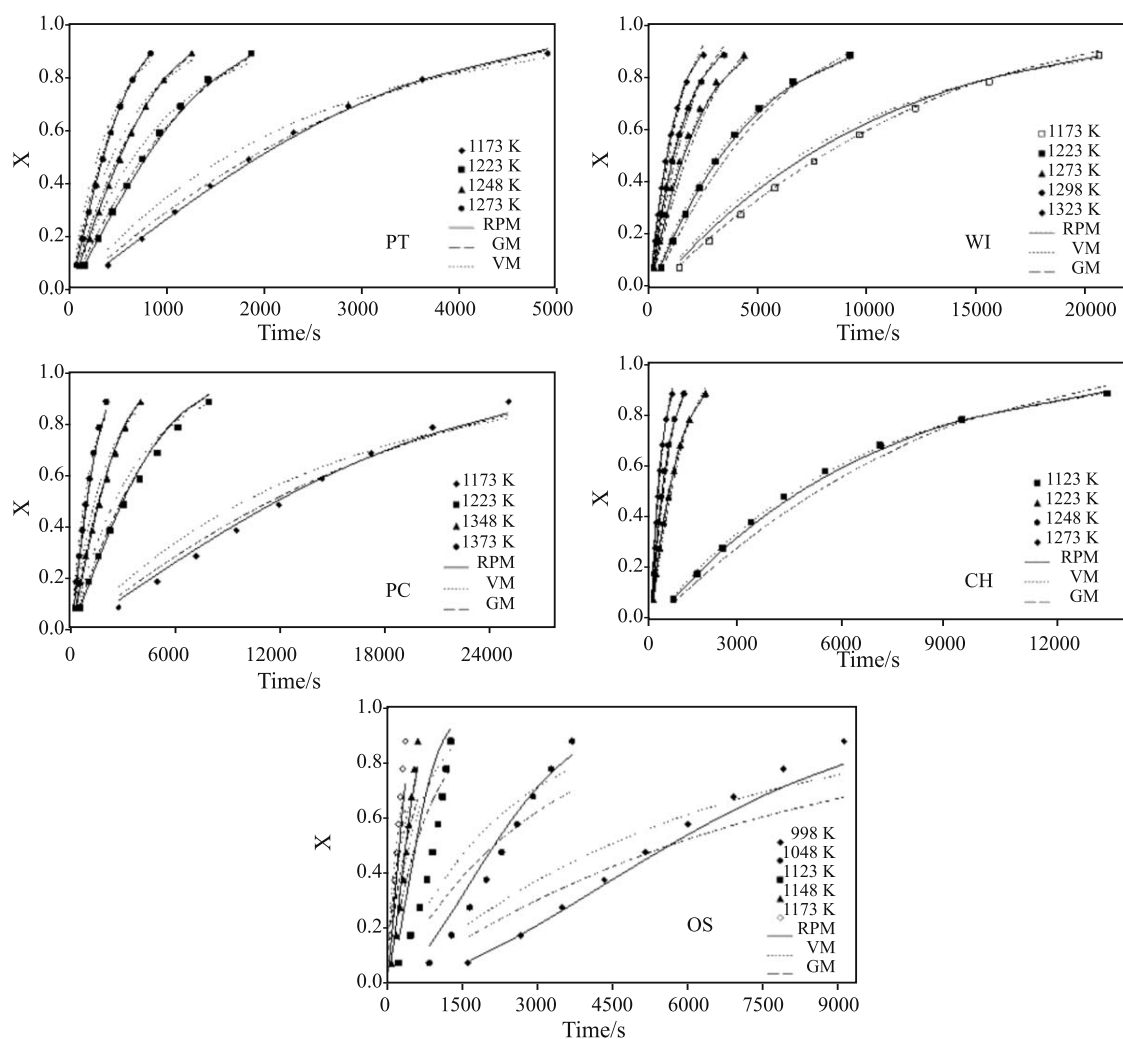 1.0
0.8
0.6
0.4
0.2
0.0
X
1173 K
1223 K
1248 K
1273 K
RPM
GM
VM
PT
0
1000
2000
3000
4000
5000
Time/s
1.0
0.8
0.6
0.4
0.2
0.0
X
1173 K
1223 K
1273 K
1298 K
1323 K
RPM
VM
GM
WI
0
5000
10000
15000
20000
Time/s
1.0
0.8
0.6
0.4
0.2
0.0
X
1173 K
1223 K
1348 K
1373 K
RPM
VM
GM
PC
0
6000
12000
18000
24000
Time/s
1.0
0.8
0.6
0.4
0.2
0.0
X
1123 K
1223 K
1248 K
1273 K
RPM
VM
GM
CH
0
3000
6000
9000
12000
Time/s
1.0
0.8
0.6
0.4
0.2
0.0
X
998 K
1048 K
1123 K
1148 K
1173 K
RPM
VM
GM
OS
0
1500
3000
4500
6000
7500
9000
Time/s